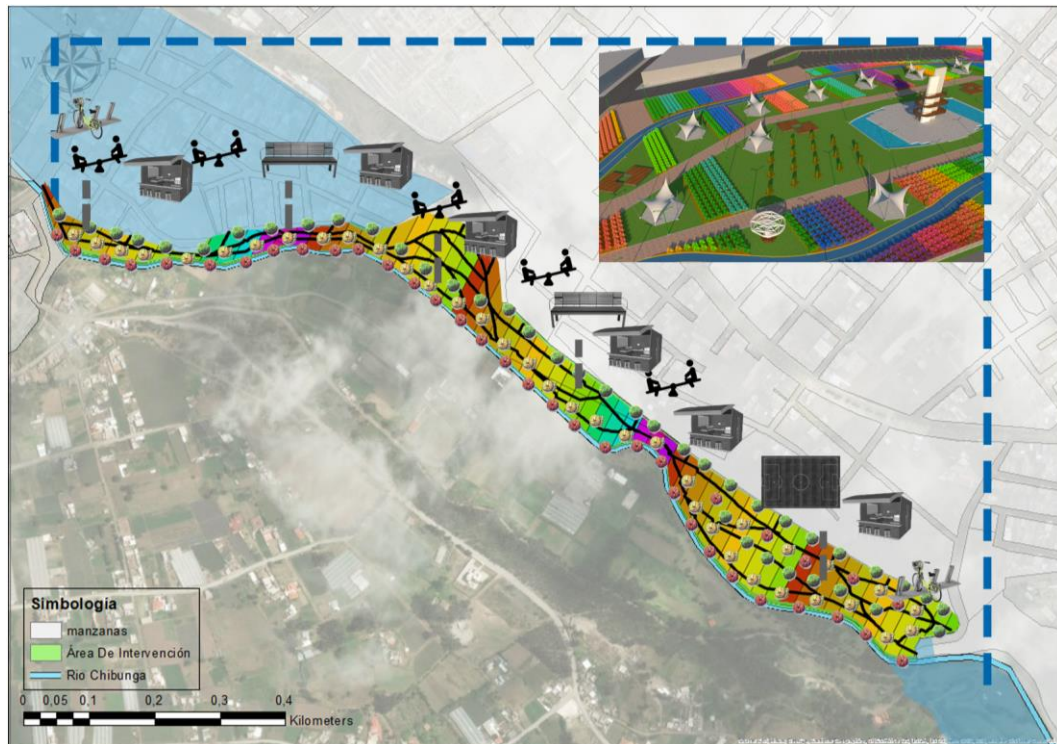 N
W E
Simbología
manzanas
Área De Intervención
Rio Chibunga
0 0,05 0,1 0,2 0,3 0,4
Kilometers